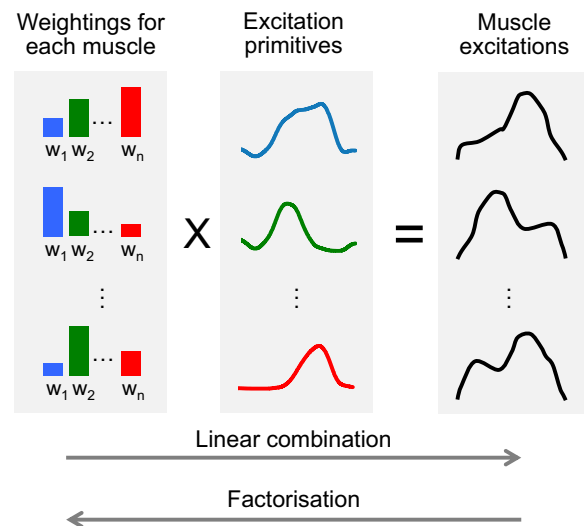 Weightings for
each muscle
Excitation
primitives
Muscle
excitations
...
w1 w2 wn
X
=
...
w1 w2 wn
⋮
⋮
⋮
...
w1 w2 wn
Linear combination
Factorisation